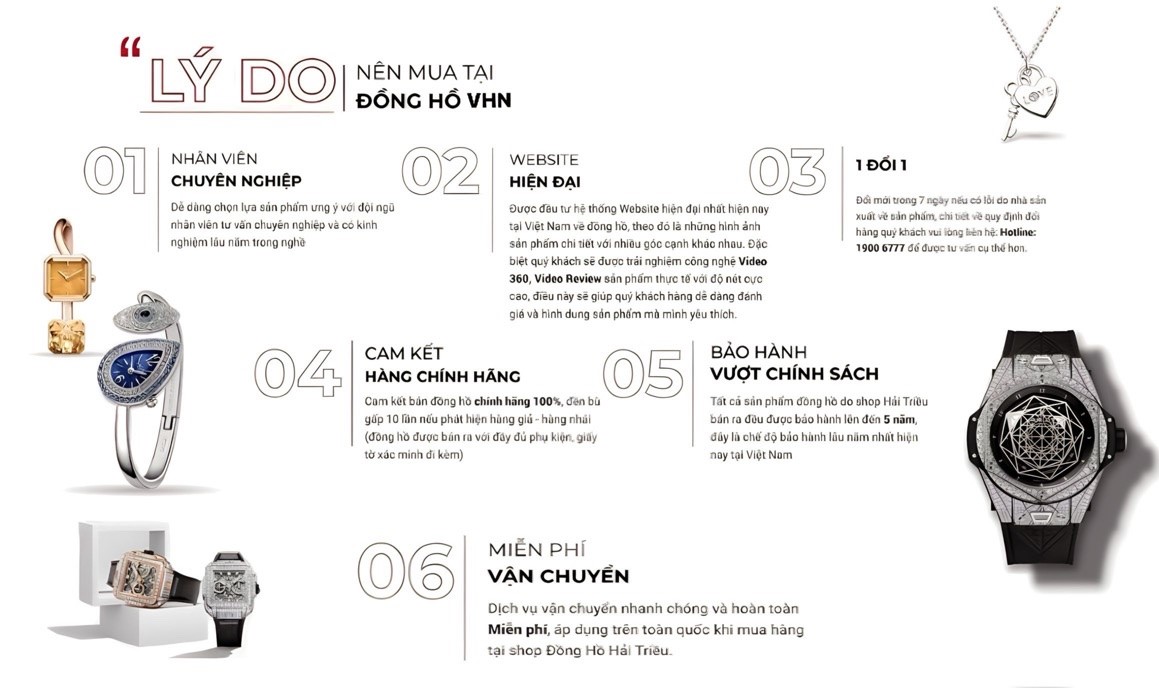 “LÝ DO
NÊN MUA TẠI
ĐỒNG HỒ VHN
01
NHÂN VIÊN
CHUYÊN NGHIỆP
Dễ dàng chọn lựa sản phẩm ưng ý với đội ngũ
nhân viên tư vấn chuyên nghiệp và có kinh
nghiệm lâu năm trong nghề
02
WEBSITE
HIỆN ĐẠI
Được đầu tư hệ thống Website hiện đại nhất hiện nay
tại Việt Nam về đồng hồ, theo đó là những hình ảnh
sản phẩm chi tiết với nhiều góc cạnh khác nhau. Đặc
biệt quý khách sẽ được trải nghiệm công nghệ Video
360, Video Review sản phẩm thực tế với độ nét cực
cao, điều này sẽ giúp quý khách hàng dễ dàng đánh
giá và hình dung sản phẩm mà mình yêu thích.
03
1 ĐỔI 1
Đổi mới trong 7 ngày nếu có lỗi do nhà sản
xuất về sản phẩm, chi tiết về quy định đổi
hàng quý khách vui lòng liên hệ: Hotline:
1900 6777 để được tư vấn cụ thể hơn.
04
CAM KẾT
HÀNG CHÍNH HÃNG
Cam kết bán đồng hồ chính hãng 100%, đền bù
gấp 10 lần nếu phát hiện hàng giả - hàng nhái
(đồng hồ được bán ra với đầy đủ phụ kiện, giấy
tờ xác minh đi kèm)
05
BẢO HÀNH
VƯỢT CHÍNH SÁCH
Tất cả sản phẩm đồng hồ do shop Hải Triều
bán ra đều được bảo hành lên đến 5 năm,
đây là chế độ bảo hành lâu năm nhất hiện
nay tại Việt Nam
06
MIỄN PHÍ
VẬN CHUYỂN
Dịch vụ vận chuyển nhanh chóng và hoàn toàn
Miễn phí, áp dụng trên toàn quốc khi mua hàng
tại shop Đồng Hồ Hải Triều.
LOVE